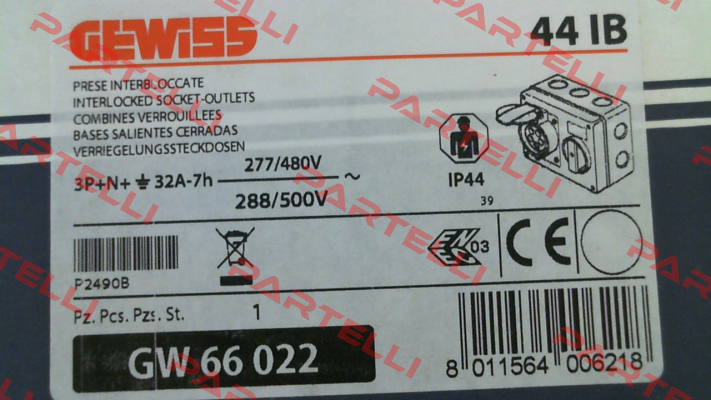 GEWISS
44 IB
PRESE INTERBLOCCATE
INTERLOCKED SOCKET-OUTLETS
COMBINES VERROUILLEES
BASES SALIENTES CERRADAS
VERRIEGELUNGSSTECKDOSEN
3P+N+⏚ 32A-7h 277/480V ~
288/500V
IP44
39
P2490B
03
CE
Pz. Pcs. Pzs. St. 1
GW 66 022
8 011564 006218
PARTELLI
PARTELLI
PARTELLI
PARTELLI
PARTELLI
PARTELLI